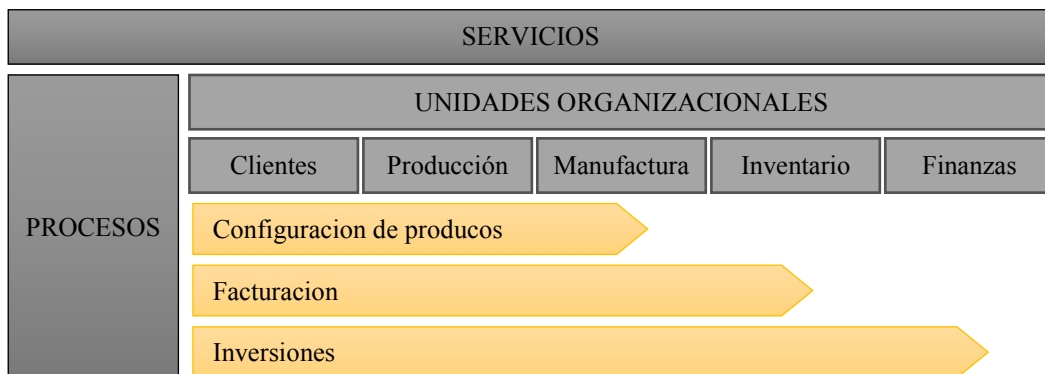 SERVICIOS
UNIDADES ORGANIZACIONALES
Clientes
Producción
Manufactura
Inventario
Finanzas
PROCESOS
Configuracion de producos
Facturacion
Inversiones